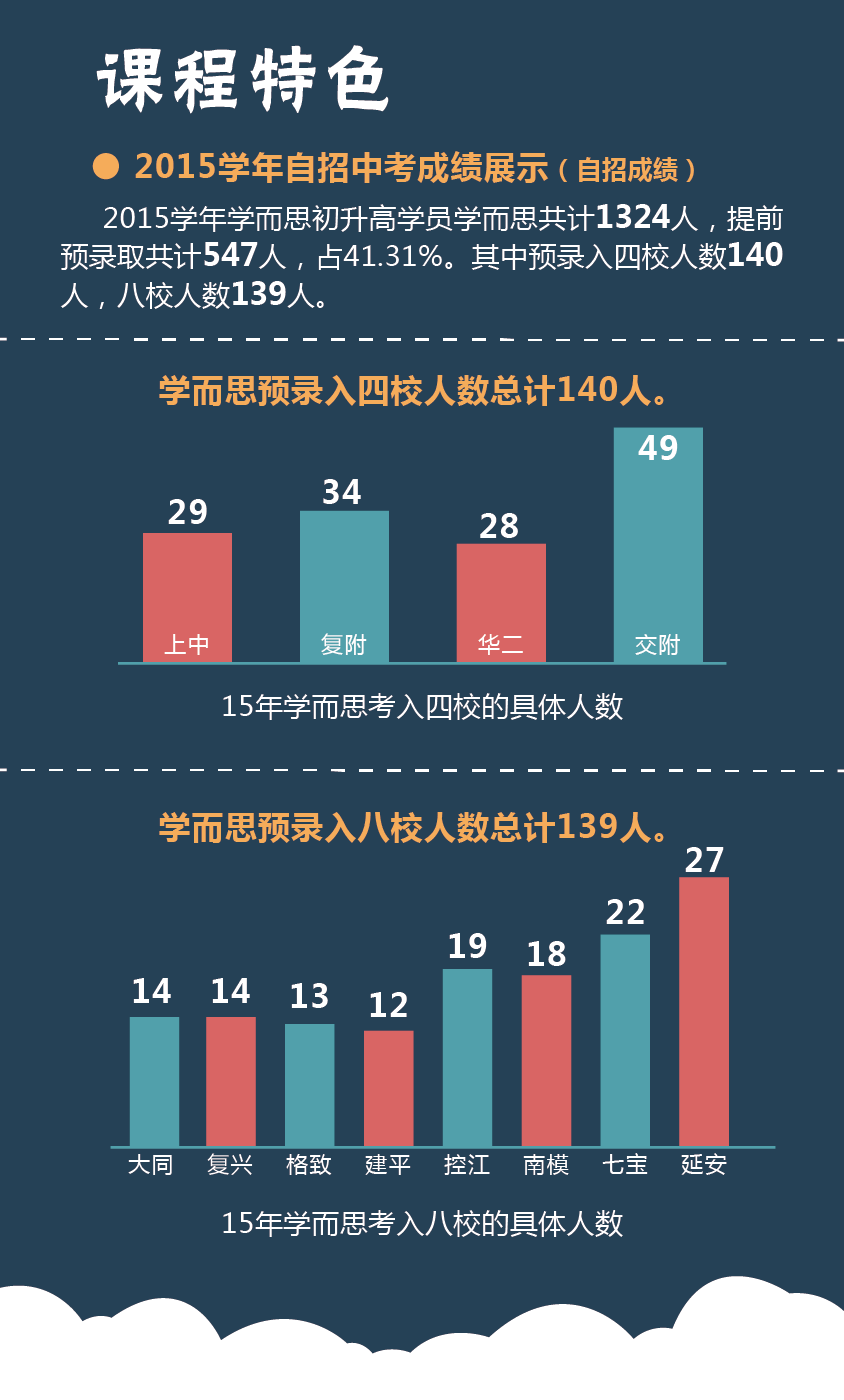 课程特色
2015学年自招中考成绩展示（自招成绩）
2015学年学而思初升高学员学而思共计1324人，提前
预录取共计547人，占41.31%。其中预录入四校人数140
人，八校人数139人。
学而思预录入四校人数总计140人。
29 34 28 49
上中 复附 华二 交附
15年学而思考入四校的具体人数
学而思预录入八校人数总计139人。
14 14 13 12 19 18 22 27
大同 复兴 格致 建平 控江 南模 七宝 延安
15年学而思考入八校的具体人数